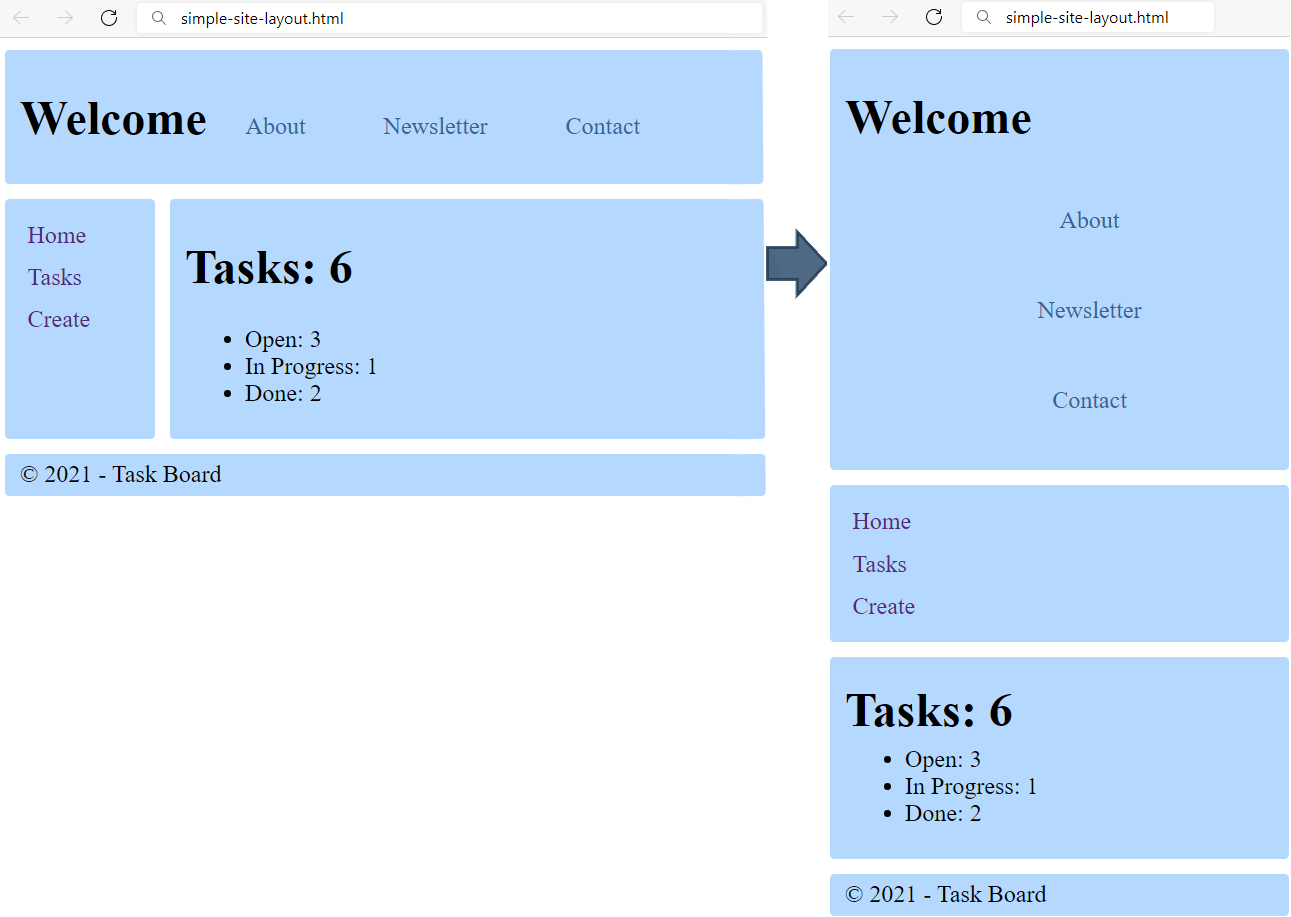 simple-site-layout.html
Welcome About Newsletter Contact
Home
Tasks
Create
Tasks: 6
Open: 3
In Progress: 1
Done: 2
© 2021 - Task Board
simple-site-layout.html
Welcome
About
Newsletter
Contact
Home
Tasks
Create
Tasks: 6
Open: 3
In Progress: 1
Done: 2
© 2021 - Task Board